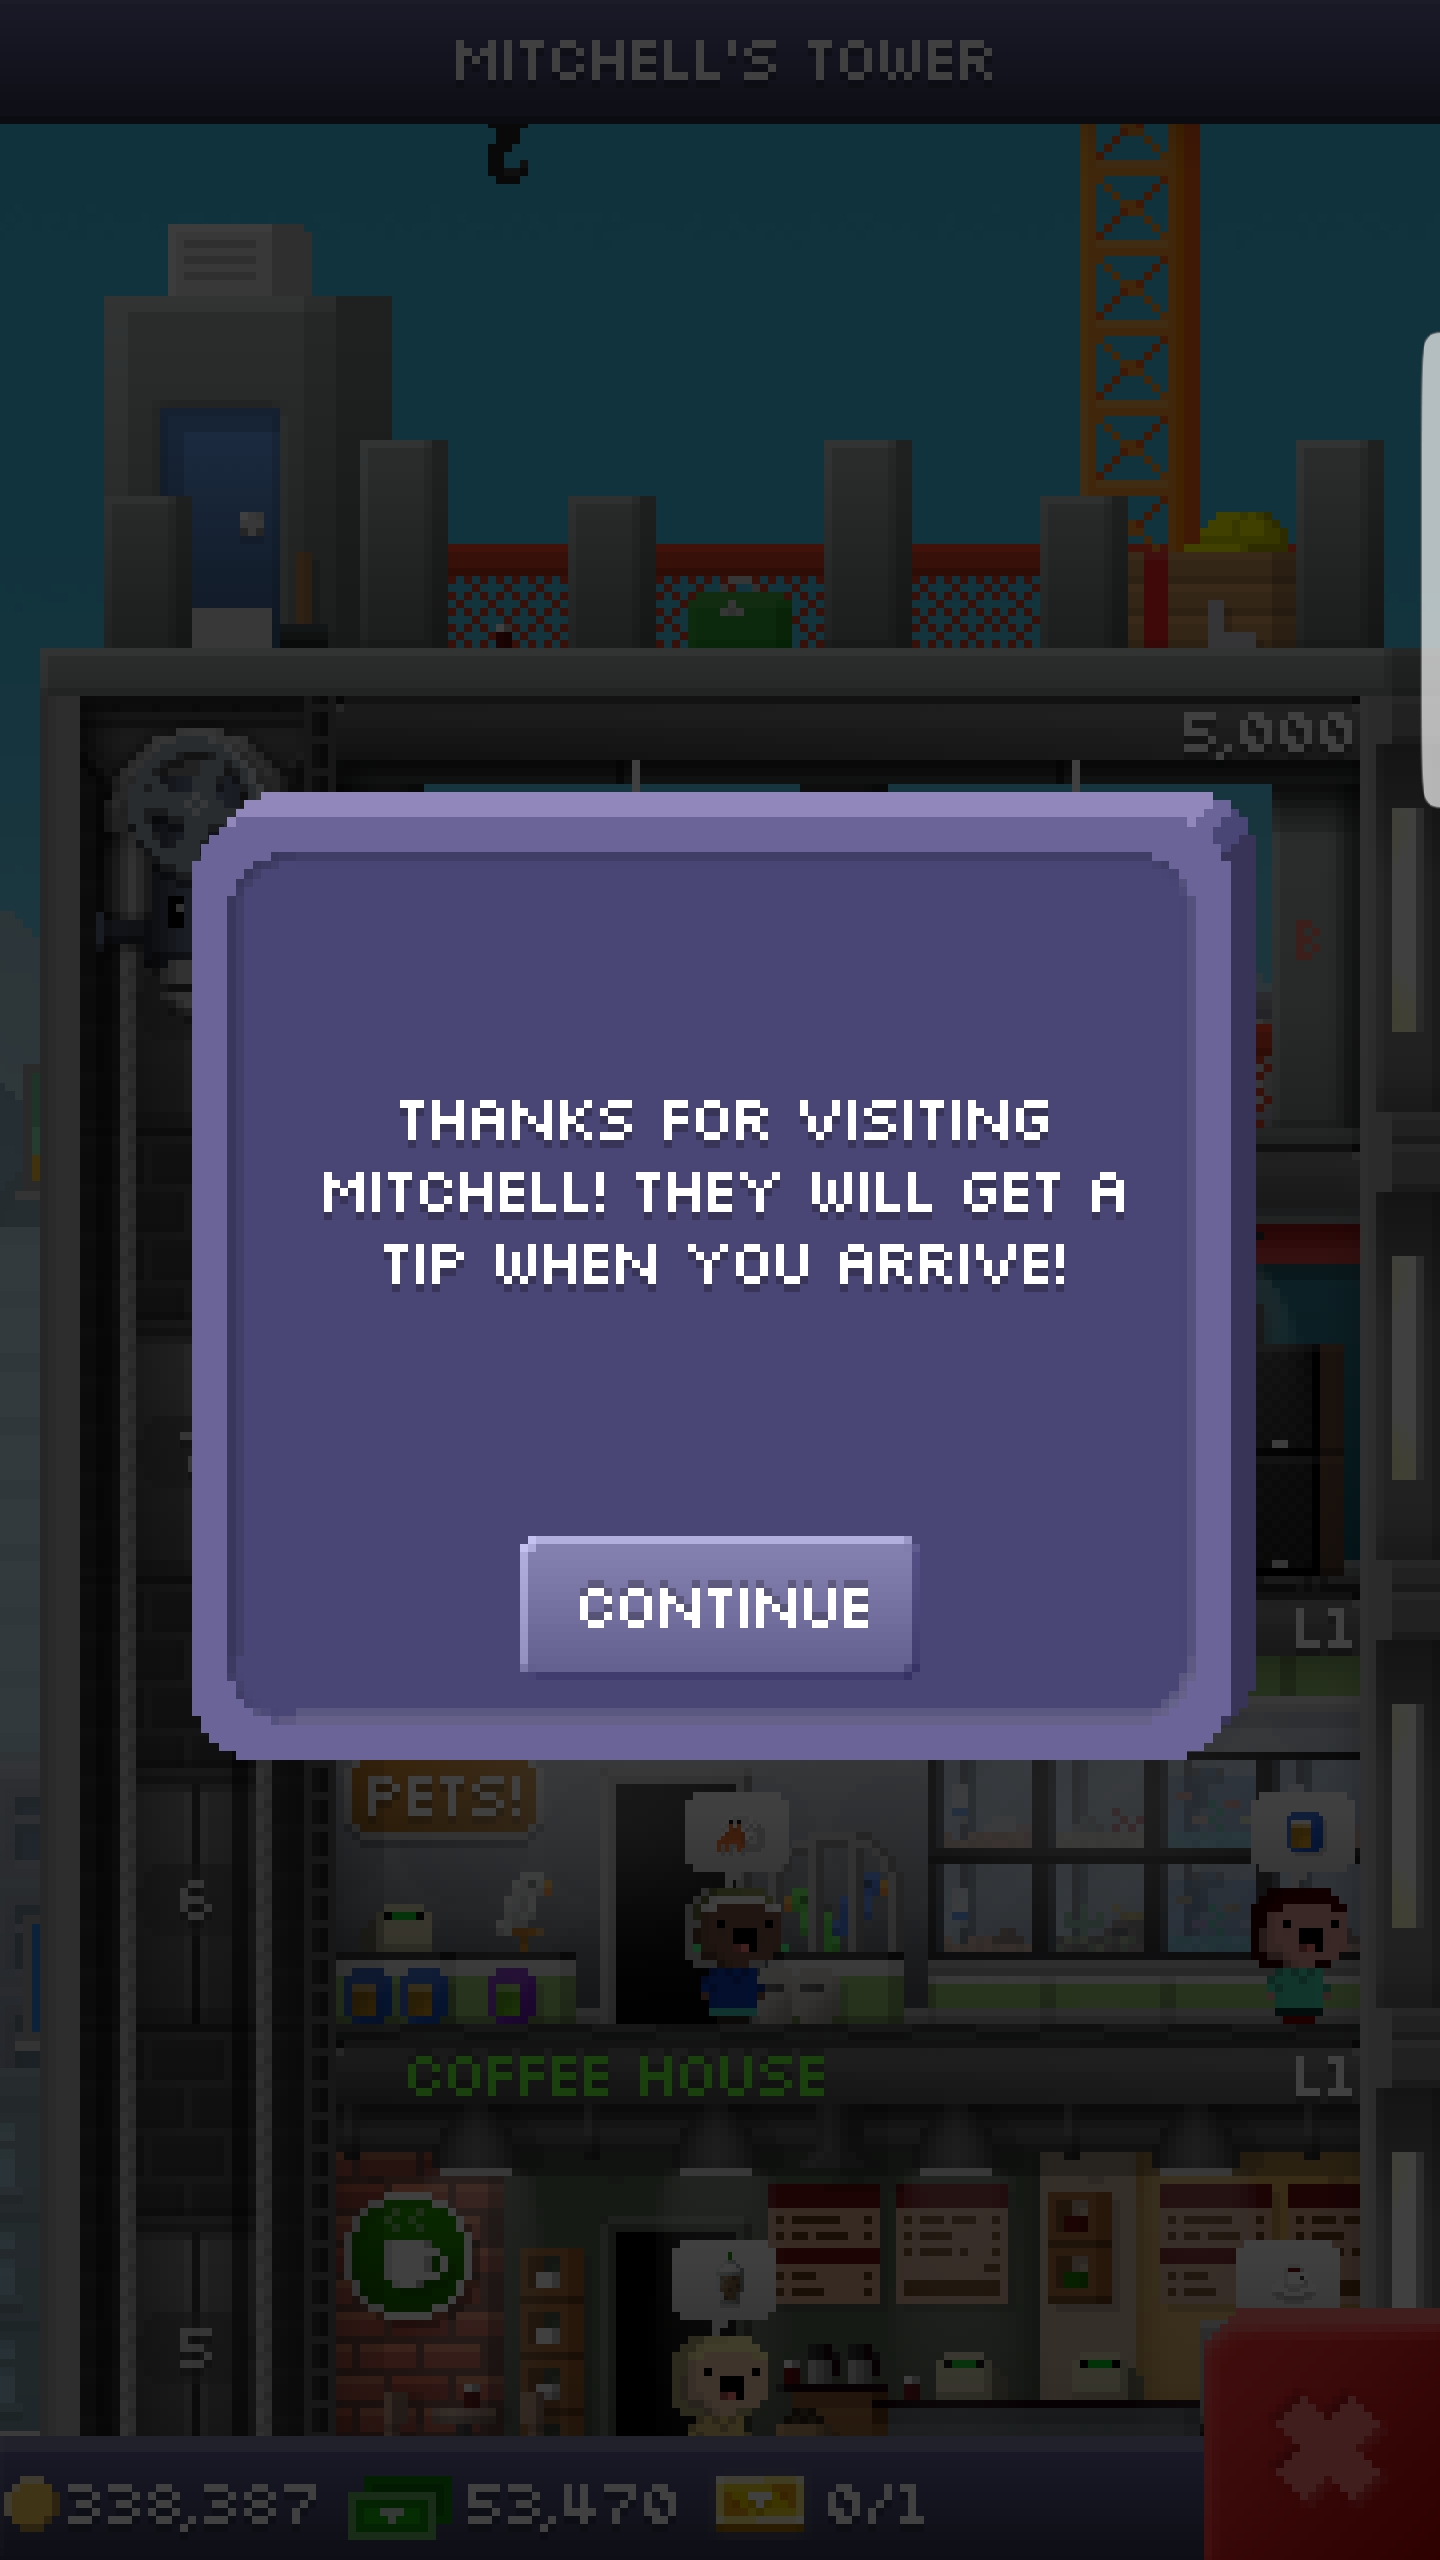 MITCHELL'S TOWER
5,000
B
THANKS FOR VISITING
MITCHELL! THEY WILL GET A
TIP WHEN YOU ARRIVE!
CONTINUE
L1
PETS!
6
COFFEE HOUSE
L1
5
338,387
53,470
0/1